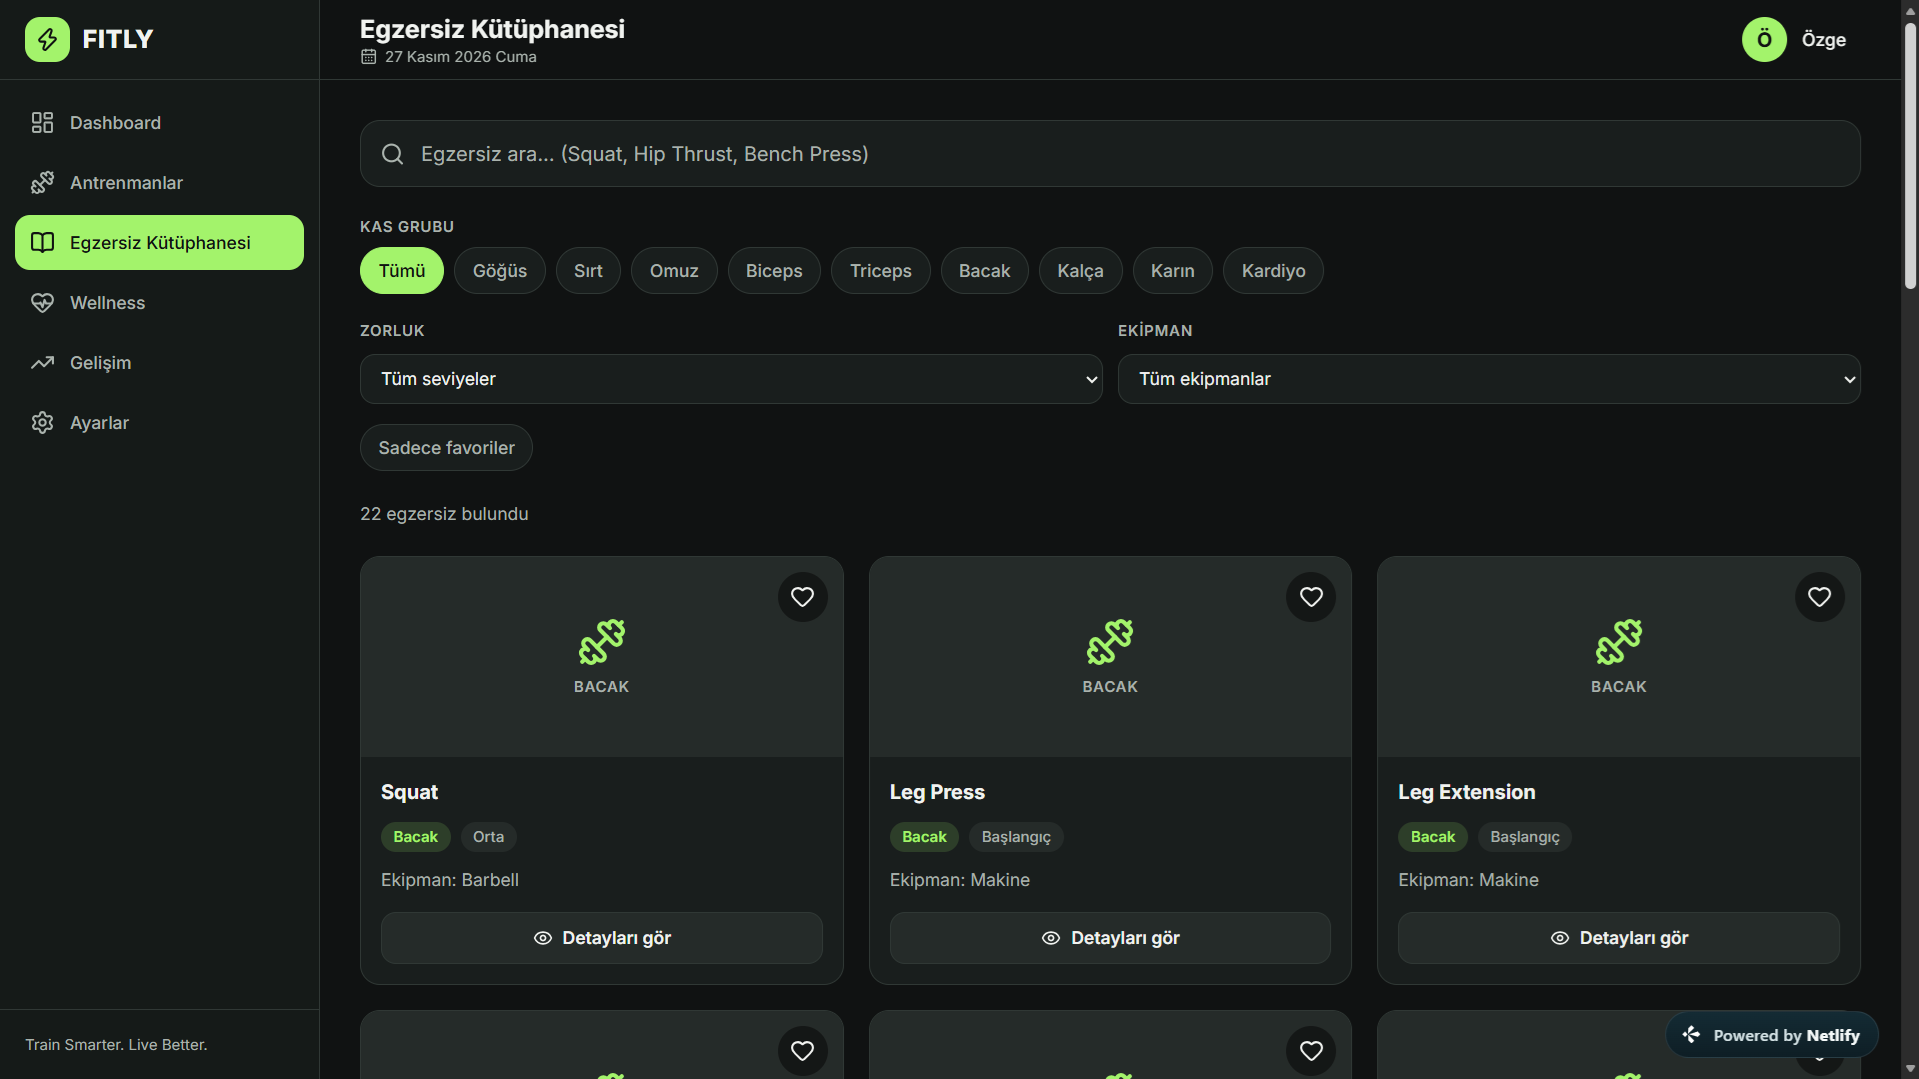 FITLY
Egzersiz Kütüphanesi
27 Kasım 2026 Cuma
Ö
Özge
Dashboard
Antrenmanlar
Egzersiz Kütüphanesi
Wellness
Gelişim
Ayarlar
Train Smarter. Live Better.
Egzersiz ara... (Squat, Hip Thrust, Bench Press)
KAS GRUBU
Tümü Göğüs Sırt Omuz Biceps Triceps Bacak Kalça Karın Kardiyo
ZORLUK EKİPMAN
Tüm seviyeler Tüm ekipmanlar
Sadece favoriler
22 egzersiz bulundu
BACAK BACAK BACAK
Squat Leg Press Leg Extension
Bacak Orta Bacak Başlangıç Bacak Başlangıç
Ekipman: Barbell Ekipman: Makine Ekipman: Makine
Detayları gör Detayları gör Detayları gör
Powered by Netlify